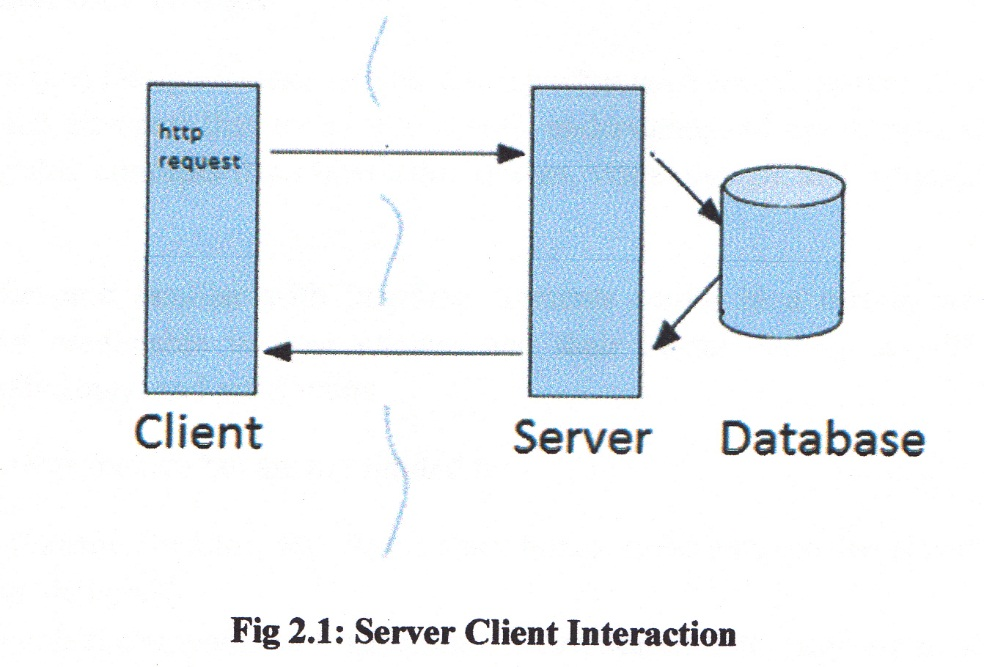 http
request
Client
Server
Database
Fig 2.1: Server Client Interaction